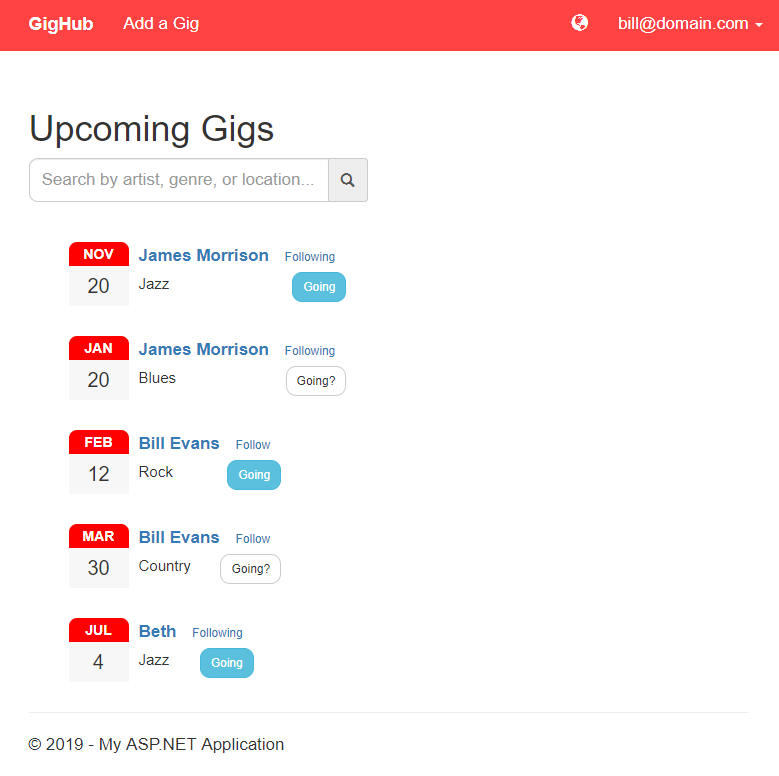 GigHub Add a Gig bill@domain.com
Upcoming Gigs
Search by artist, genre, or location...
NOV James Morrison Following
20 Jazz Going
JAN James Morrison Following
20 Blues Going?
FEB Bill Evans Follow
12 Rock Going
MAR Bill Evans Follow
30 Country Going?
JUL Beth Following
4 Jazz Going
© 2019 - My ASP.NET Application